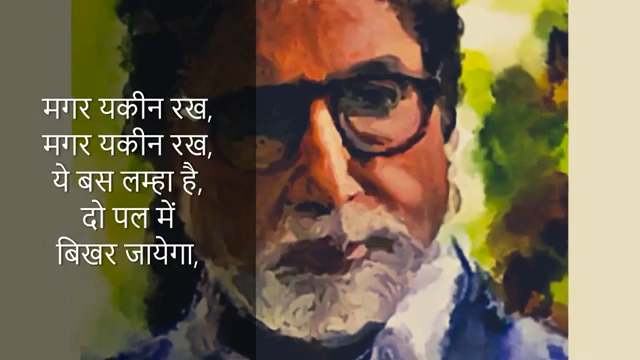 मगर यकीन रख,
मगर यकीन रख,
ये बस लम्हा है,
दो पल में
बिखर जायेगा,